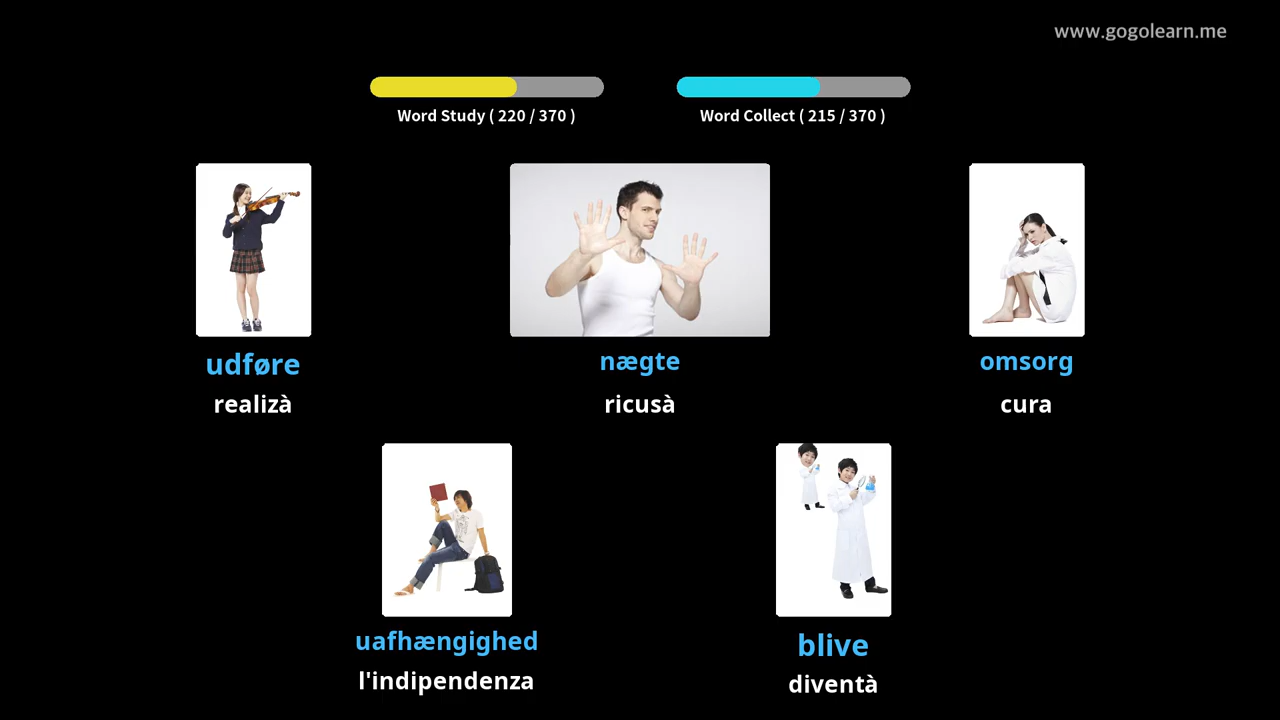 www.gogolearn.me
Word Study ( 220 / 370 )
Word Collect ( 215 / 370 )
udføre
realizà
nægte
ricusà
omsorg
cura
uafhængighed
l'indipendenza
blive
diventà